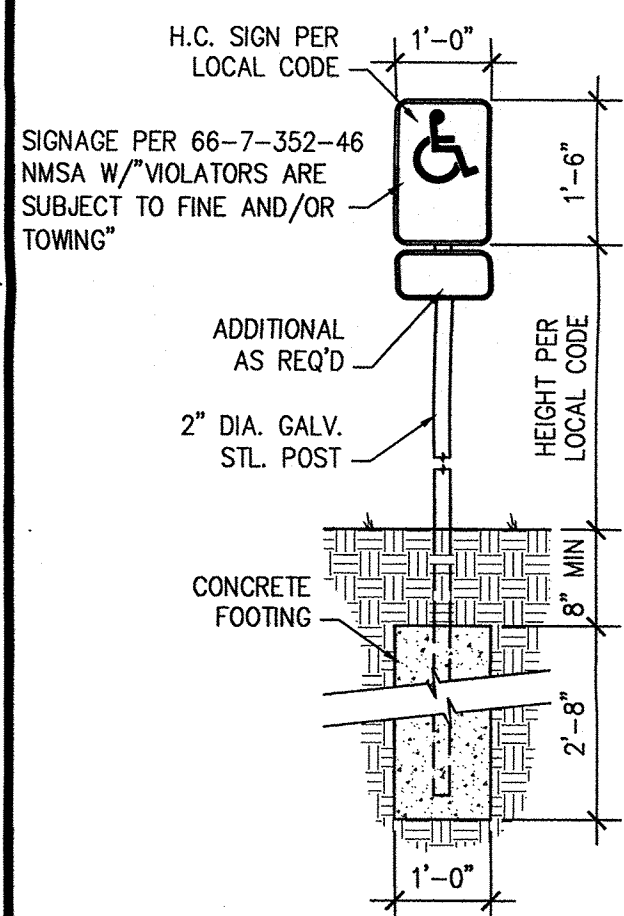 H.C. SIGN PER
LOCAL CODE
1'-0"
SIGNAGE PER 66-7-352-46
NMSA W/"VIOLATORS ARE
SUBJECT TO FINE AND/OR
TOWING"
1'-6"
ADDITIONAL
AS REQ'D
HEIGHT PER
LOCAL CODE
2" DIA. GALV.
STL. POST
8" MIN
CONCRETE
FOOTING
2'-8"
1'-0"